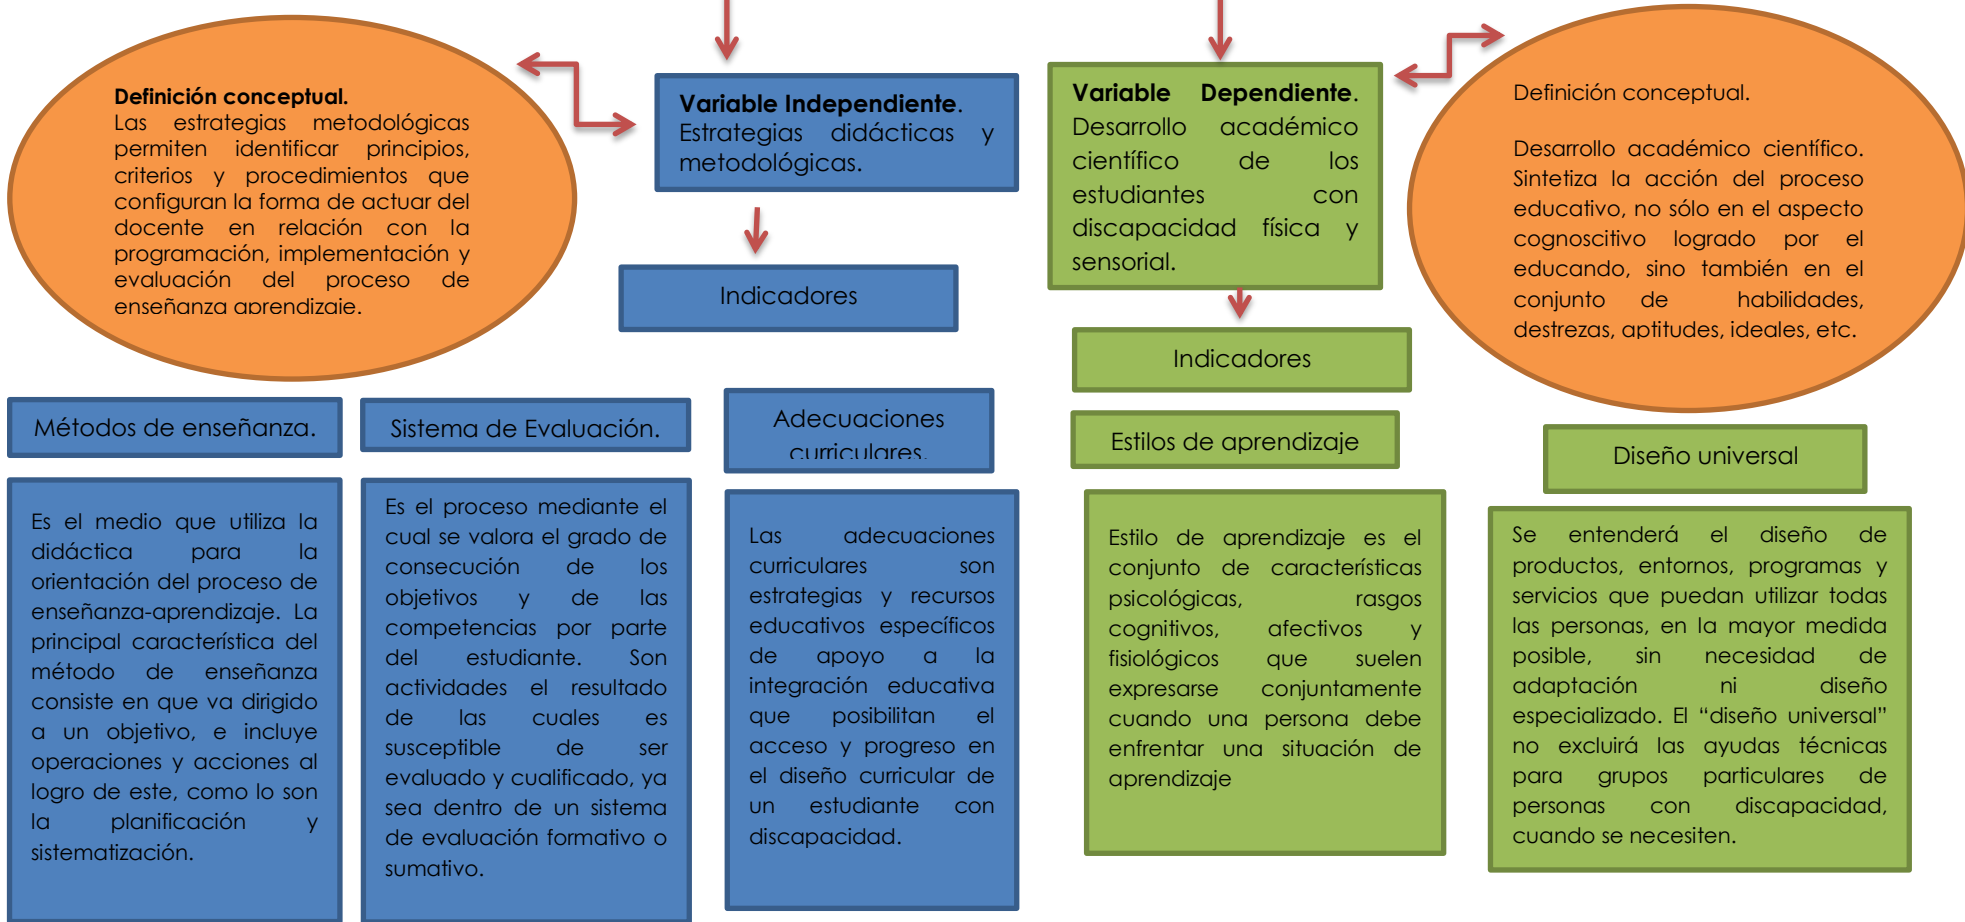 Definición conceptual.
Las estrategias metodológicas
permiten identificar principios,
criterios y procedimientos que
configuran la forma de actuar del
docente en relación con la
programación, implementación y
evaluación del proceso de
enseñanza aprendizaje.
Variable Independiente.
Estrategias didácticas y
metodológicas.
Indicadores
Variable Dependiente.
Desarrollo académico
científico de los
estudiantes con
discapacidad física y
sensorial.
Indicadores
Definición conceptual.
Desarrollo académico científico.
Sintetiza la acción del proceso
educativo, no sólo en el aspecto
cognoscitivo logrado por el
educando, sino también en el
conjunto de habilidades,
destrezas, aptitudes, ideales, etc.
Métodos de enseñanza.
Es el medio que utiliza la
didáctica para la
orientación del proceso de
enseñanza-aprendizaje. La
principal característica del
método de enseñanza
consiste en que va dirigido
a un objetivo, e incluye
operaciones y acciones al
logro de este, como lo son
la planificación y
sistematización.
Sistema de Evaluación.
Es el proceso mediante el
cual se valora el grado de
consecución de los
objetivos y de las
competencias por parte
del estudiante. Son
actividades el resultado
de las cuales es
susceptible de ser
evaluado y cualificado, ya
sea dentro de un sistema
de evaluación formativo o
sumativo.
Adecuaciones
curriculares.
Las adecuaciones
curriculares son
estrategias y recursos
educativos específicos
de apoyo a la
integración educativa
que posibilitan el
acceso y progreso en
el diseño curricular de
un estudiante con
discapacidad.
Estilos de aprendizaje
Estilo de aprendizaje es el
conjunto de características
psicológicas, rasgos
cognitivos, afectivos y
fisiológicos que suelen
expresarse conjuntamente
cuando una persona debe
enfrentar una situación de
aprendizaje
Diseño universal
Se entenderá el diseño de
productos, entornos, programas y
servicios que puedan utilizar todas
las personas, en la mayor medida
posible, sin necesidad de
adaptación ni diseño
especializado. El “diseño universal”
no excluirá las ayudas técnicas
para grupos particulares de
personas con discapacidad,
cuando se necesiten.